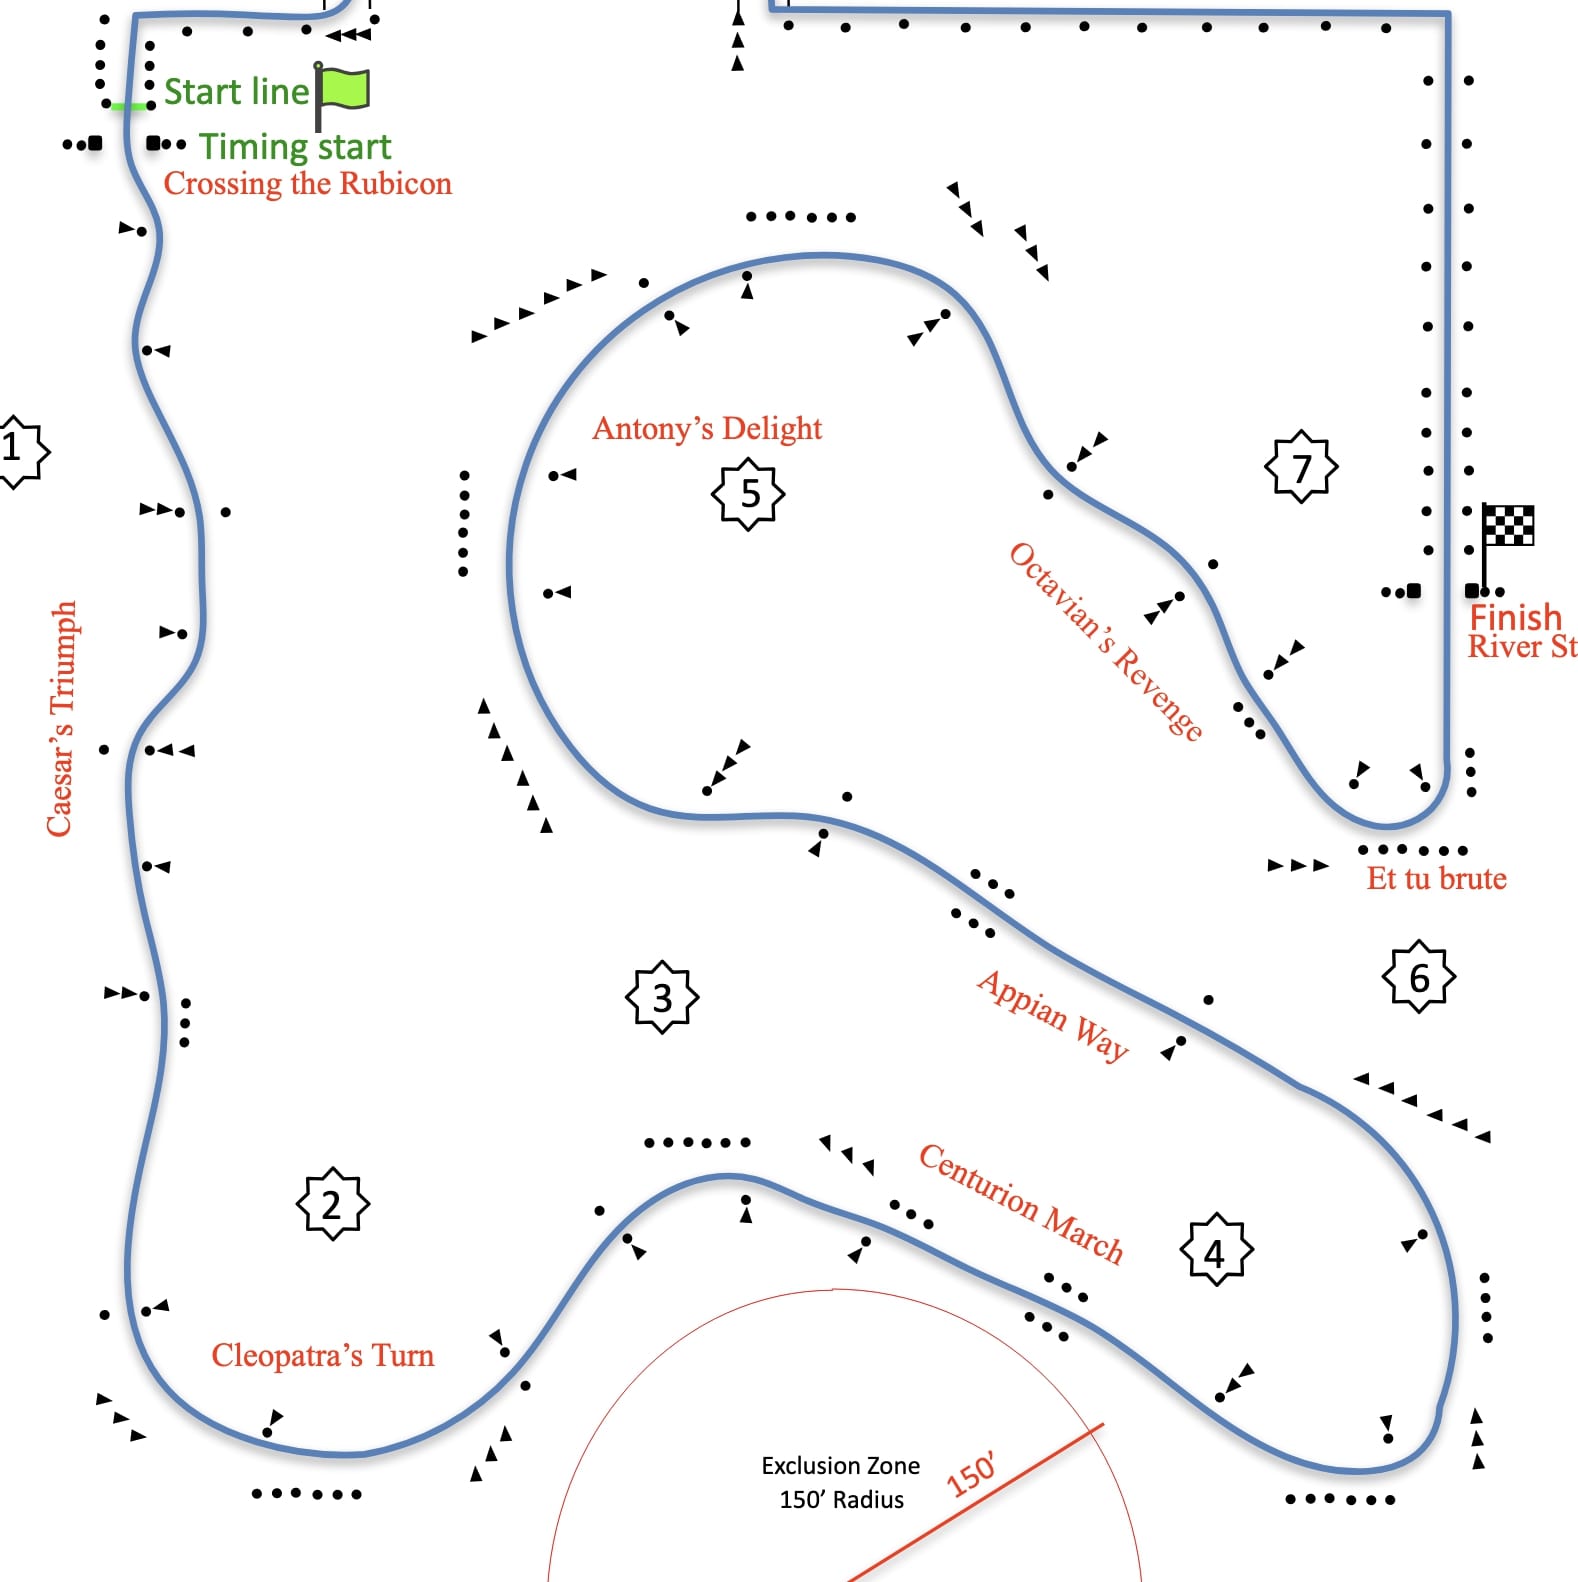 Start line
Timing start
Crossing the Rubicon
1
Antony’s Delight
5
7
Octavian’s Revenge
Finish
River St
Caesar’s Triumph
Et tu brute
3
6
Appian Way
2
Centurion March
4
Cleopatra’s Turn
Exclusion Zone
150’ Radius
150’